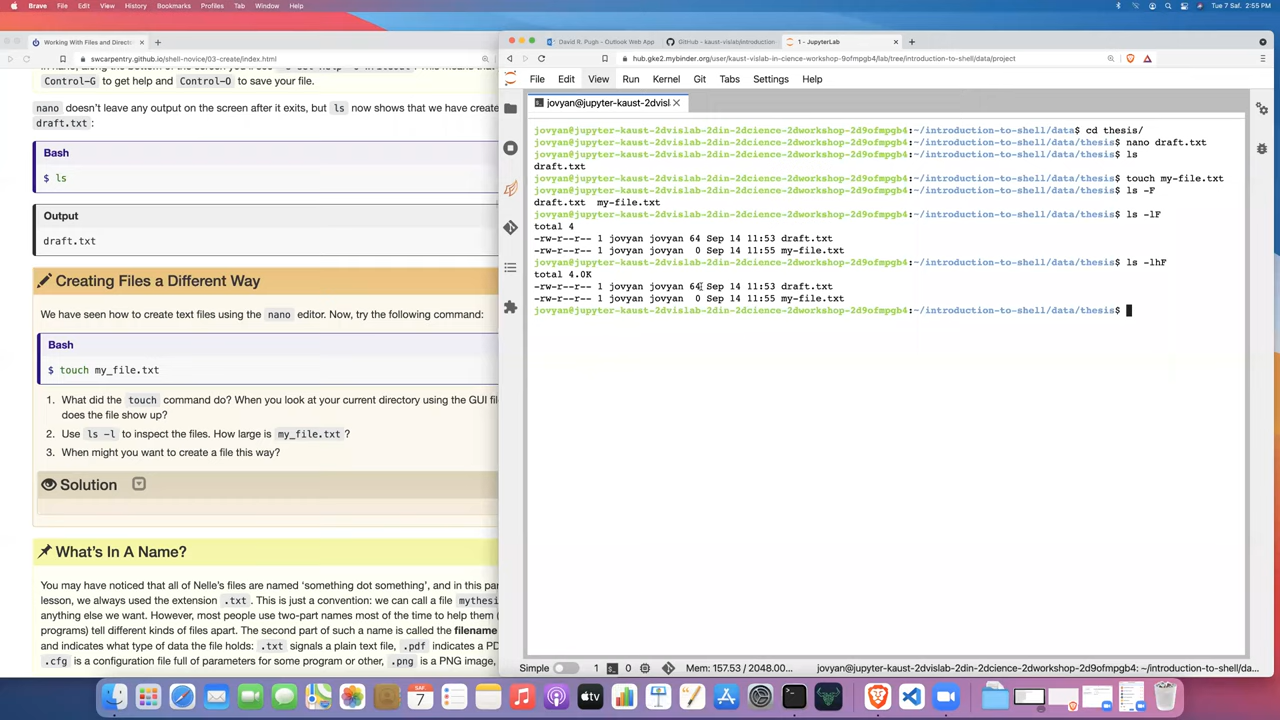 Brave File Edit View History Bookmarks Profiles Tab Window Help
Tue 7 Saf. 2:55 PM
Working With Files and Direct
swcarpentry.github.io/shell-novice/03-create/index.html
Control-G to get help and Control-O to save your file.
nano doesn't leave any output on the screen after it exits, but ls now shows that we have create
draft.txt:
Bash
$ ls
Output
draft.txt
Creating Files a Different Way
We have seen how to create text files using the nano editor. Now, try the following command:
Bash
$ touch my_file.txt
1. What did the touch command do? When you look at your current directory using the GUI file
does the file show up?
2. Use ls -l to inspect the files. How large is my_file.txt?
3. When might you want to create a file this way?
Solution
What's In A Name?
You may have noticed that all of Nelle's files are named 'something dot something', and in this par
lesson, we always used the extension .txt. This is just a convention: we can call a file mythesis
anything else we want. However, most people use two-part names most of the time to help them (
programs) tell different kinds of files apart. The second part of such a name is called the filename
and indicates what type of data the file holds: .txt signals a plain text file, .pdf indicates a PD
.cfg is a configuration file full of parameters for some program or other, .png is a PNG image,
David R. Pugh - Outlook Web App
GitHub - kaust-vislab/introduction
1 - JupyterLab
hub.gke2.mybinder.org/user/kaust-vislab-in-cience-workshop-9ofmpgb4/lab/tree/introduction-to-shell/data/project
File Edit View Run Kernel Git Tabs Settings Help
jovyan@jupyter-kaust-2dvisl
jovyan@jupyter-kaust-2dvislab-2din-2dcience-2dworkshop-2d9ofmpgb4:~/introduction-to-shell/data$ cd thesis/
jovyan@jupyter-kaust-2dvislab-2din-2dcience-2dworkshop-2d9ofmpgb4:~/introduction-to-shell/data/thesis$ nano draft.txt
jovyan@jupyter-kaust-2dvislab-2din-2dcience-2dworkshop-2d9ofmpgb4:~/introduction-to-shell/data/thesis$ ls
draft.txt
jovyan@jupyter-kaust-2dvislab-2din-2dcience-2dworkshop-2d9ofmpgb4:~/introduction-to-shell/data/thesis$ touch my-file.txt
jovyan@jupyter-kaust-2dvislab-2din-2dcience-2dworkshop-2d9ofmpgb4:~/introduction-to-shell/data/thesis$ ls -F
draft.txt my-file.txt
jovyan@jupyter-kaust-2dvislab-2din-2dcience-2dworkshop-2d9ofmpgb4:~/introduction-to-shell/data/thesis$ ls -lF
total 4
-rw-r--r-- 1 jovyan jovyan 64 Sep 14 11:53 draft.txt
-rw-r--r-- 1 jovyan jovyan 0 Sep 14 11:55 my-file.txt
jovyan@jupyter-kaust-2dvislab-2din-2dcience-2dworkshop-2d9ofmpgb4:~/introduction-to-shell/data/thesis$ ls -lhF
total 4.0K
-rw-r--r-- 1 jovyan jovyan 64 Sep 14 11:53 draft.txt
-rw-r--r-- 1 jovyan jovyan 0 Sep 14 11:55 my-file.txt
jovyan@jupyter-kaust-2dvislab-2din-2dcience-2dworkshop-2d9ofmpgb4:~/introduction-to-shell/data/thesis$
Simple 1 0 Mem: 157.53 / 2048.00...
jovyan@jupyter-kaust-2dvislab-2din-2dcience-2dworkshop-2d9ofmpgb4: ~/introduction-to-shell/da...